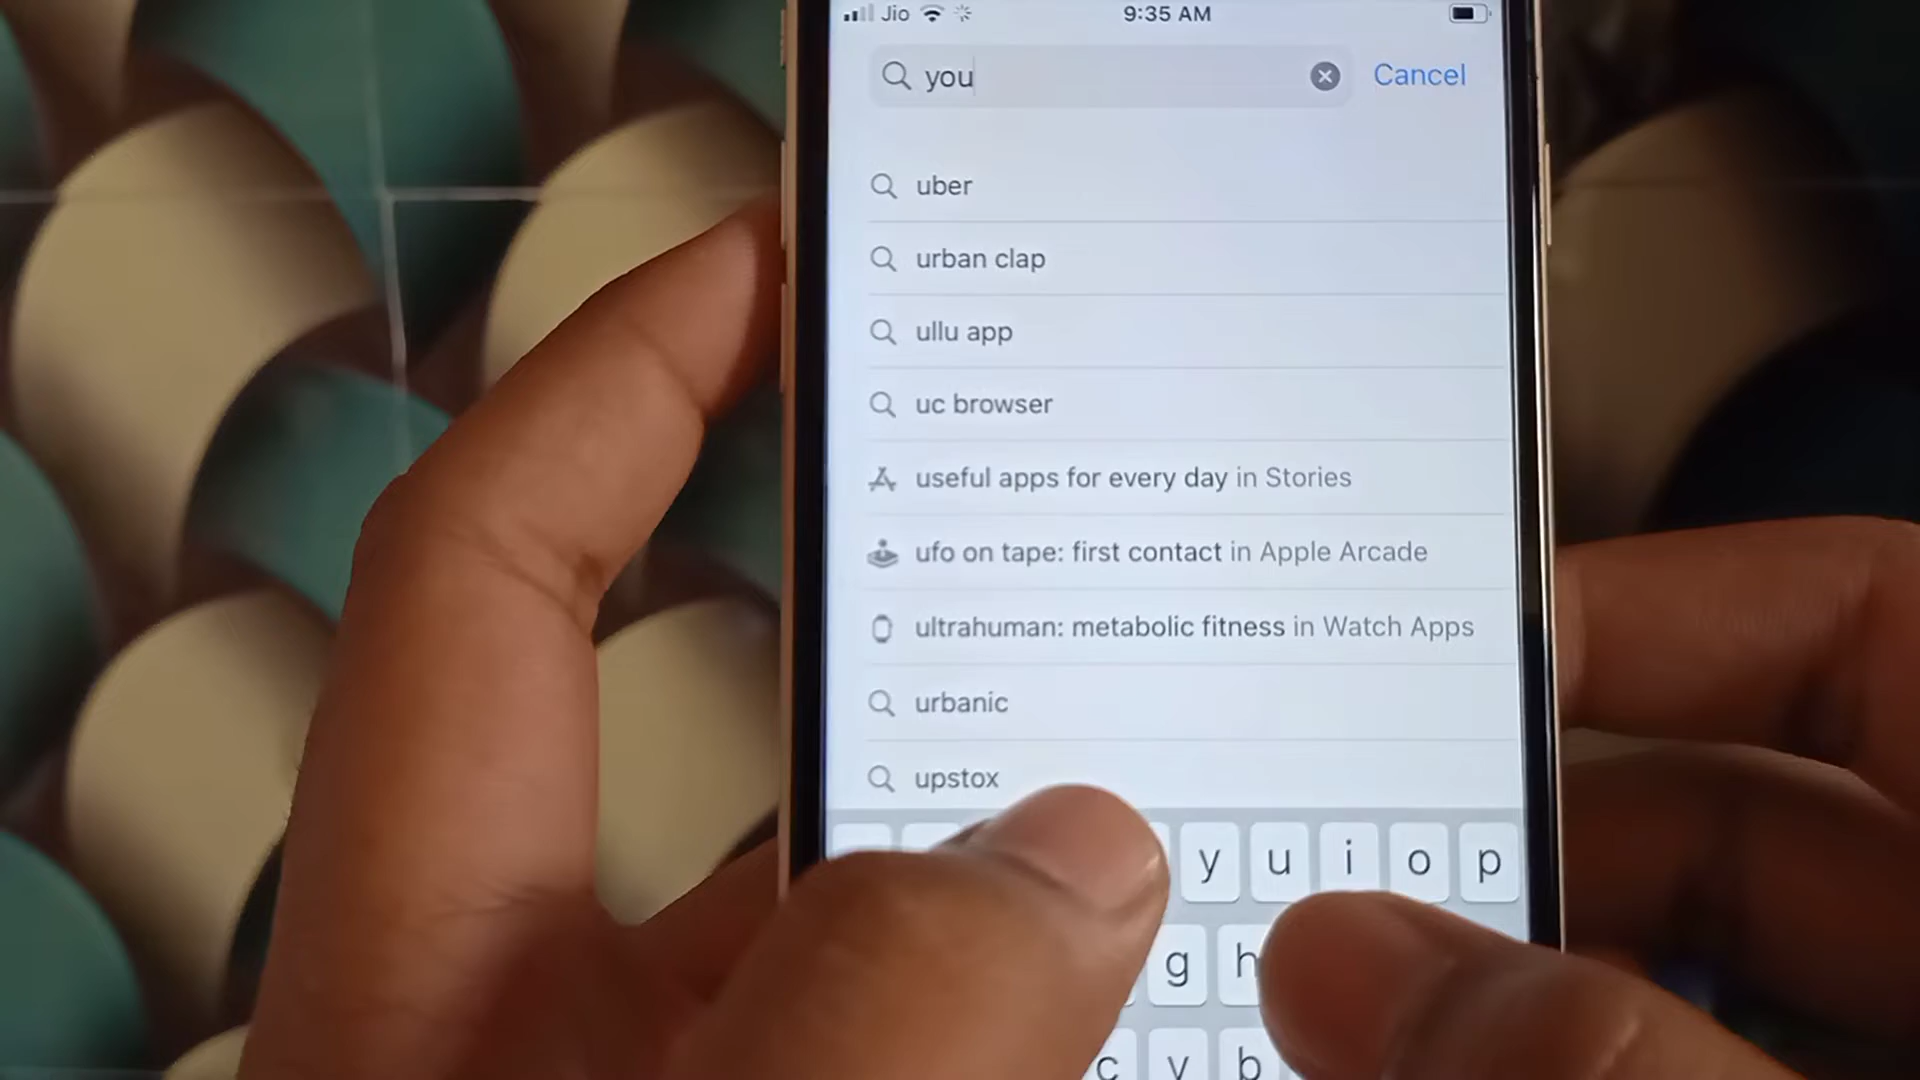 Jio 9:35 AM
you Cancel
uber
urban clap
ullu app
uc browser
useful apps for every day in Stories
ufo on tape: first contact in Apple Arcade
ultrahuman: metabolic fitness in Watch Apps
urbanic
upstox
y u i o p
g h
c v b